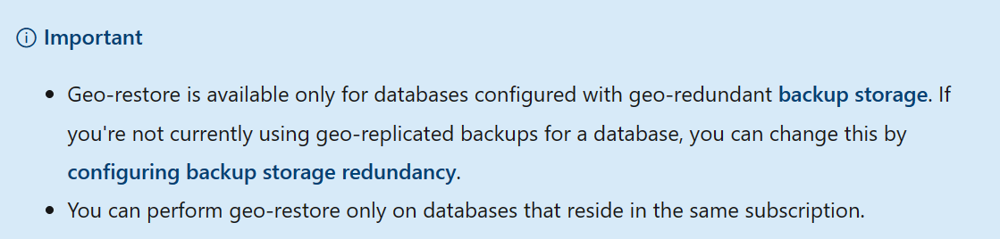 Important
• Geo-restore is available only for databases configured with geo-redundant backup storage. If
you're not currently using geo-replicated backups for a database, you can change this by
configuring backup storage redundancy.
• You can perform geo-restore only on databases that reside in the same subscription.